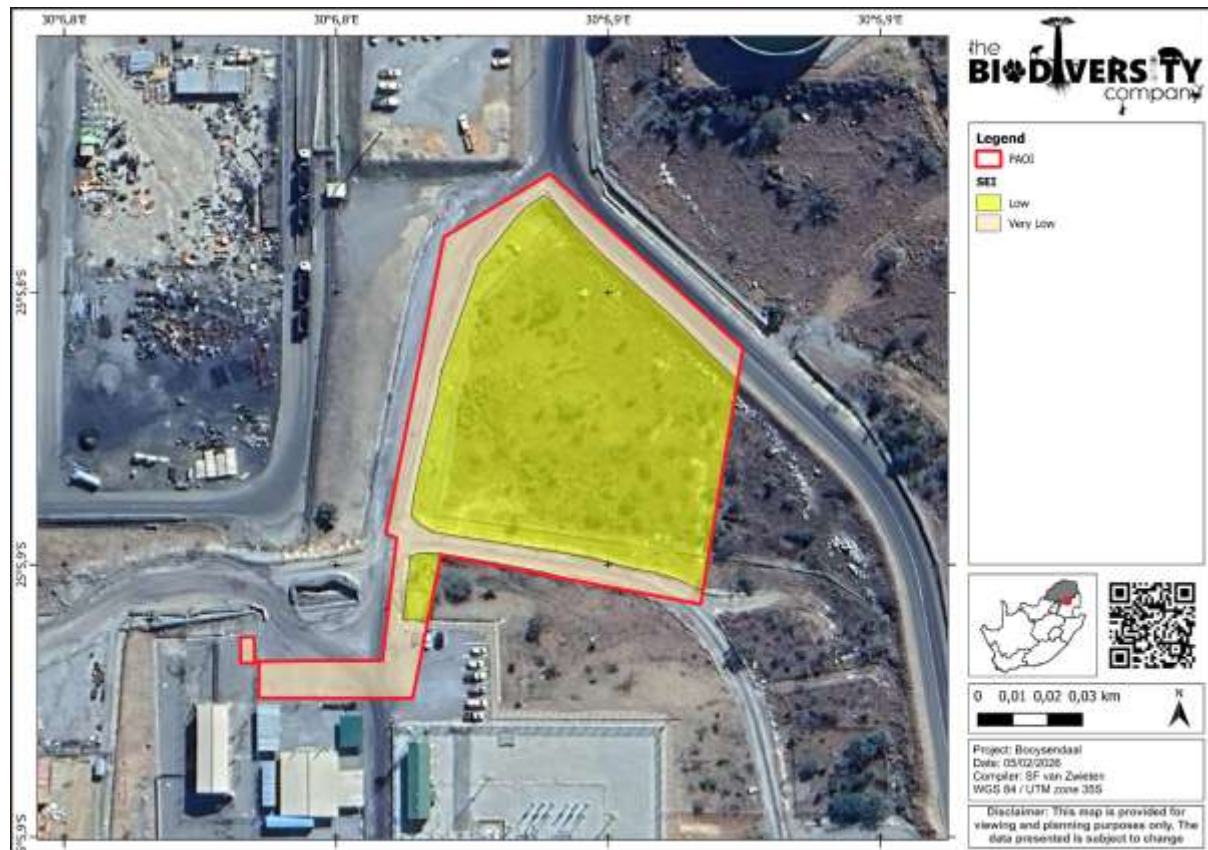 30°6,8'E 30°6,8'E 30°6,9'E 30°6,9'E
the
BIODIVERSITY
company
Legend
PAOI
SEI
Low
Very Low
25°5,8'S
25°5,9'S
25°5,9'S
0 0,01 0,02 0,03 km
N
Project: Booysendaal
Date: 05/02/2026
Compiler: SF van Zwieten
WGS 84 / UTM zone 35S
Disclaimer: This map is provided for
viewing and planning purposes only. The
data presented is subject to change